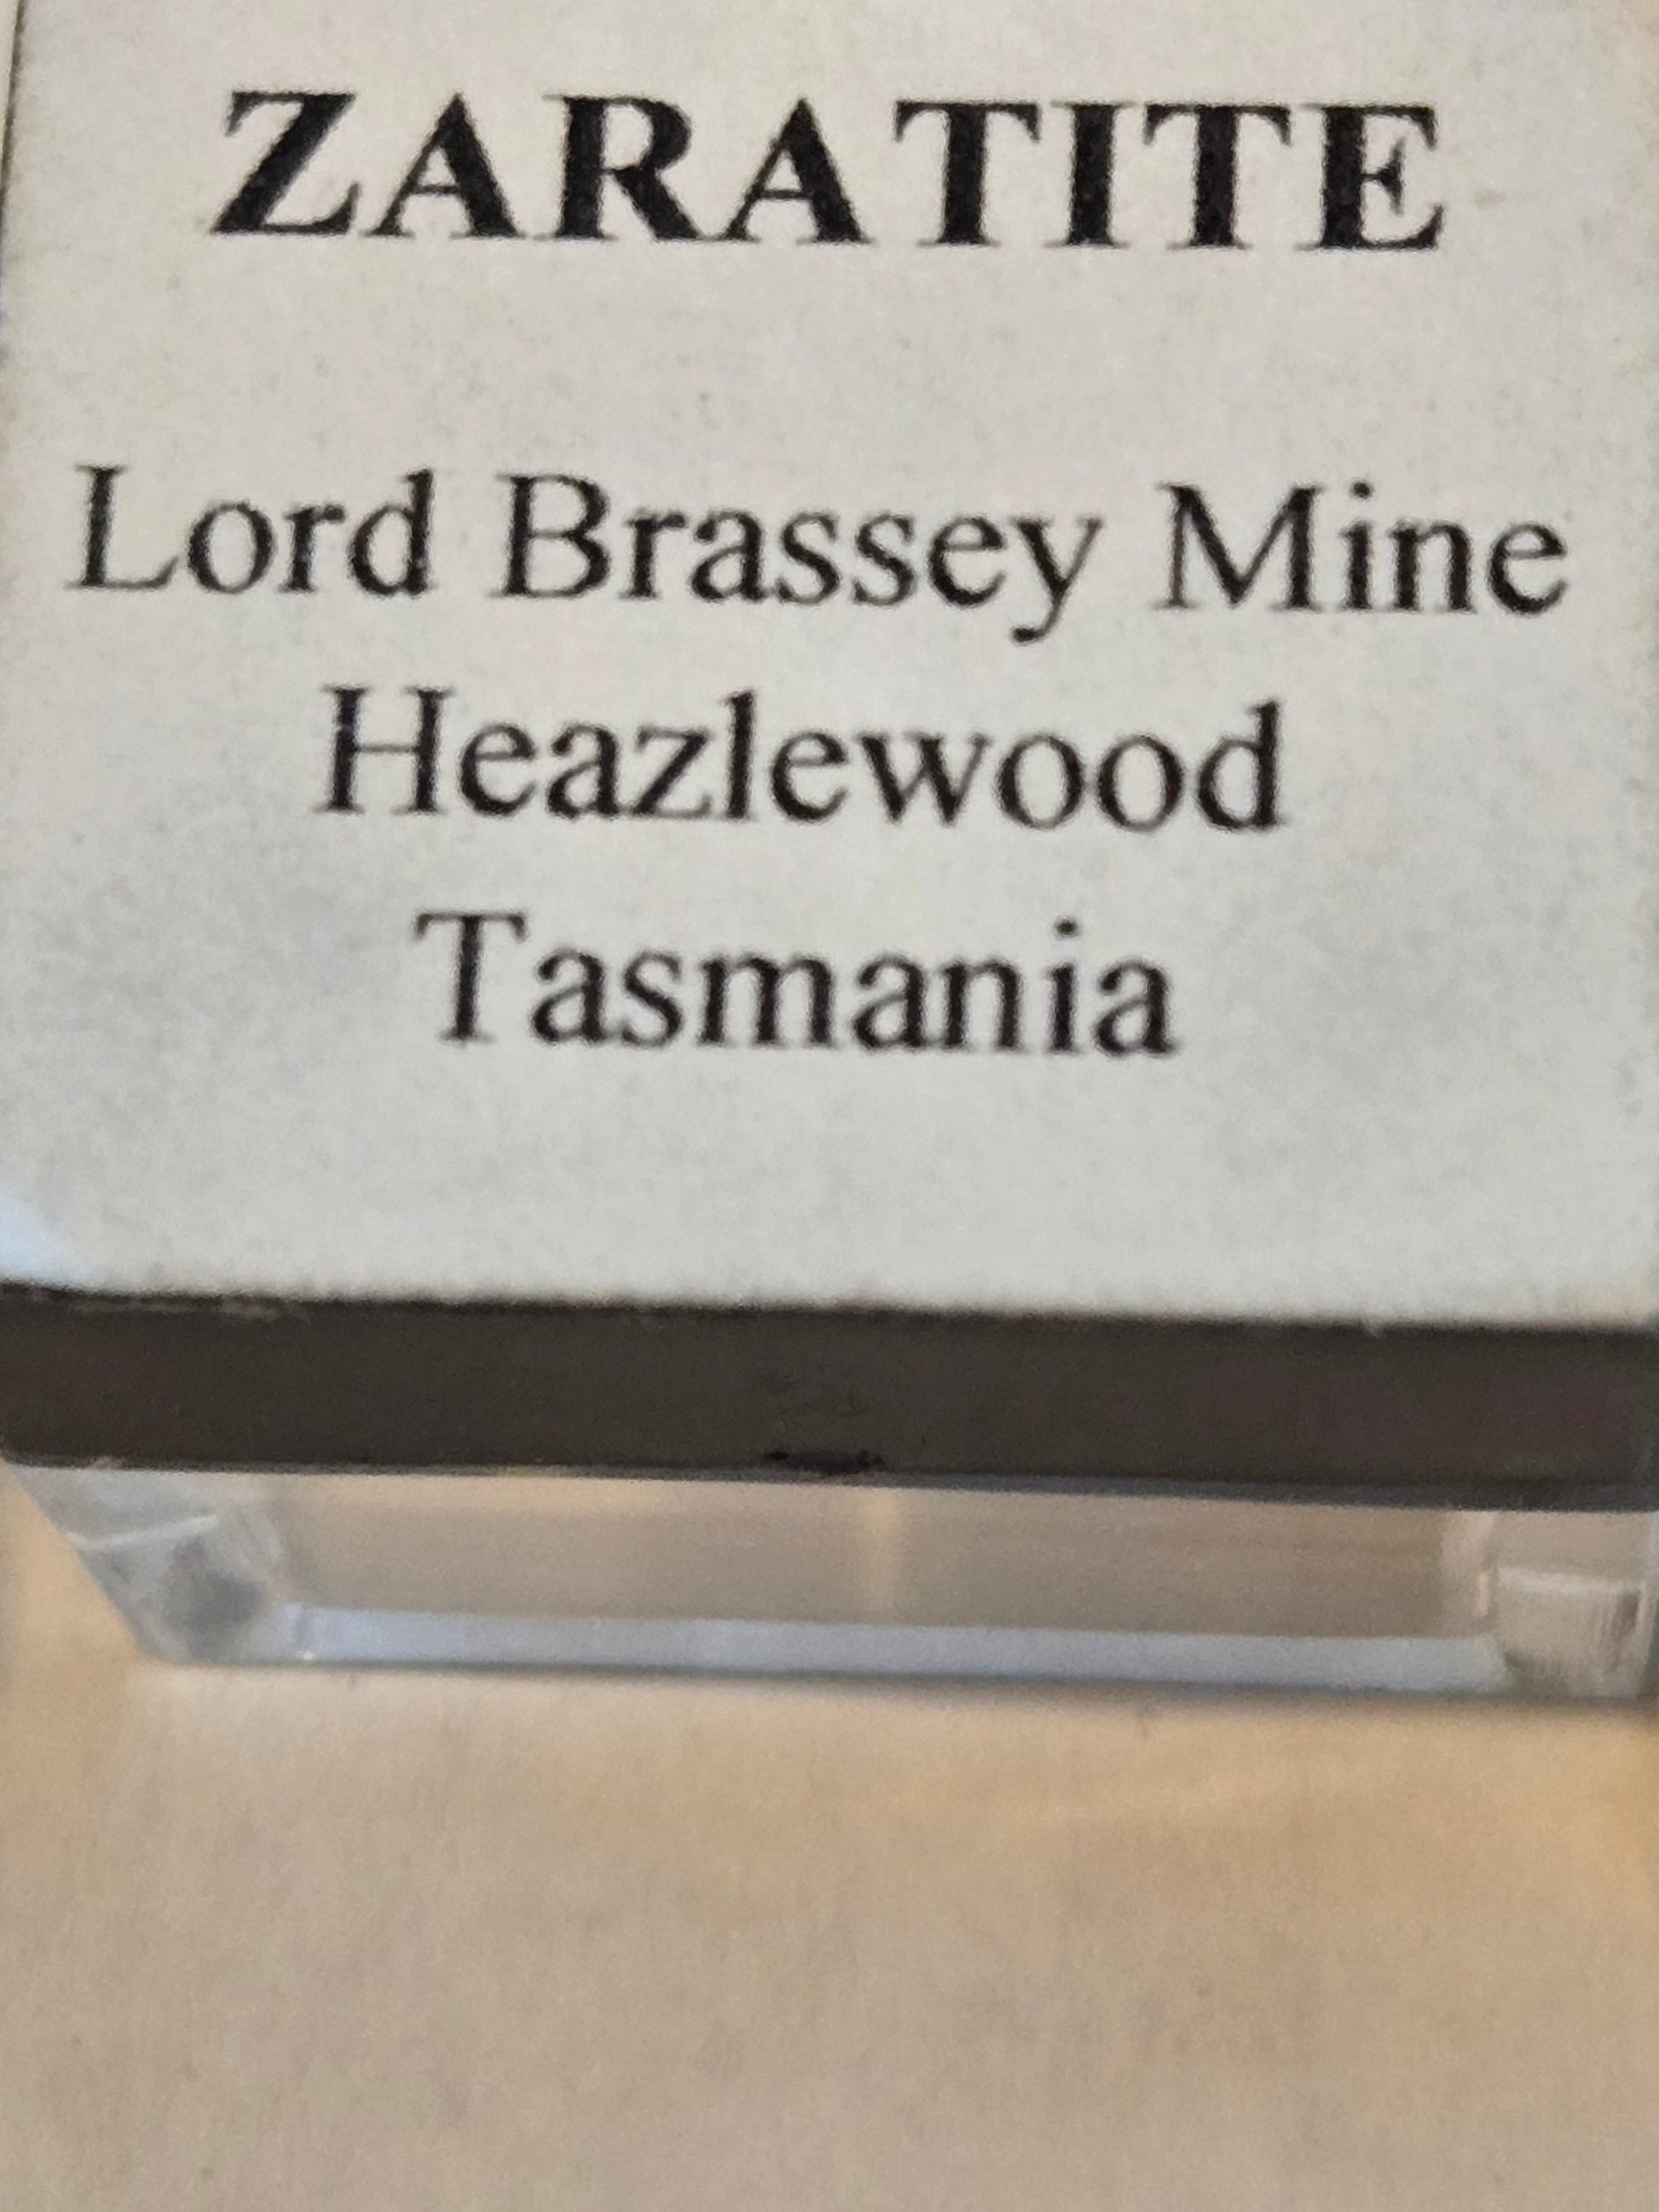 ZARATITE
Lord Brassey Mine
Heazlewood
Tasmania